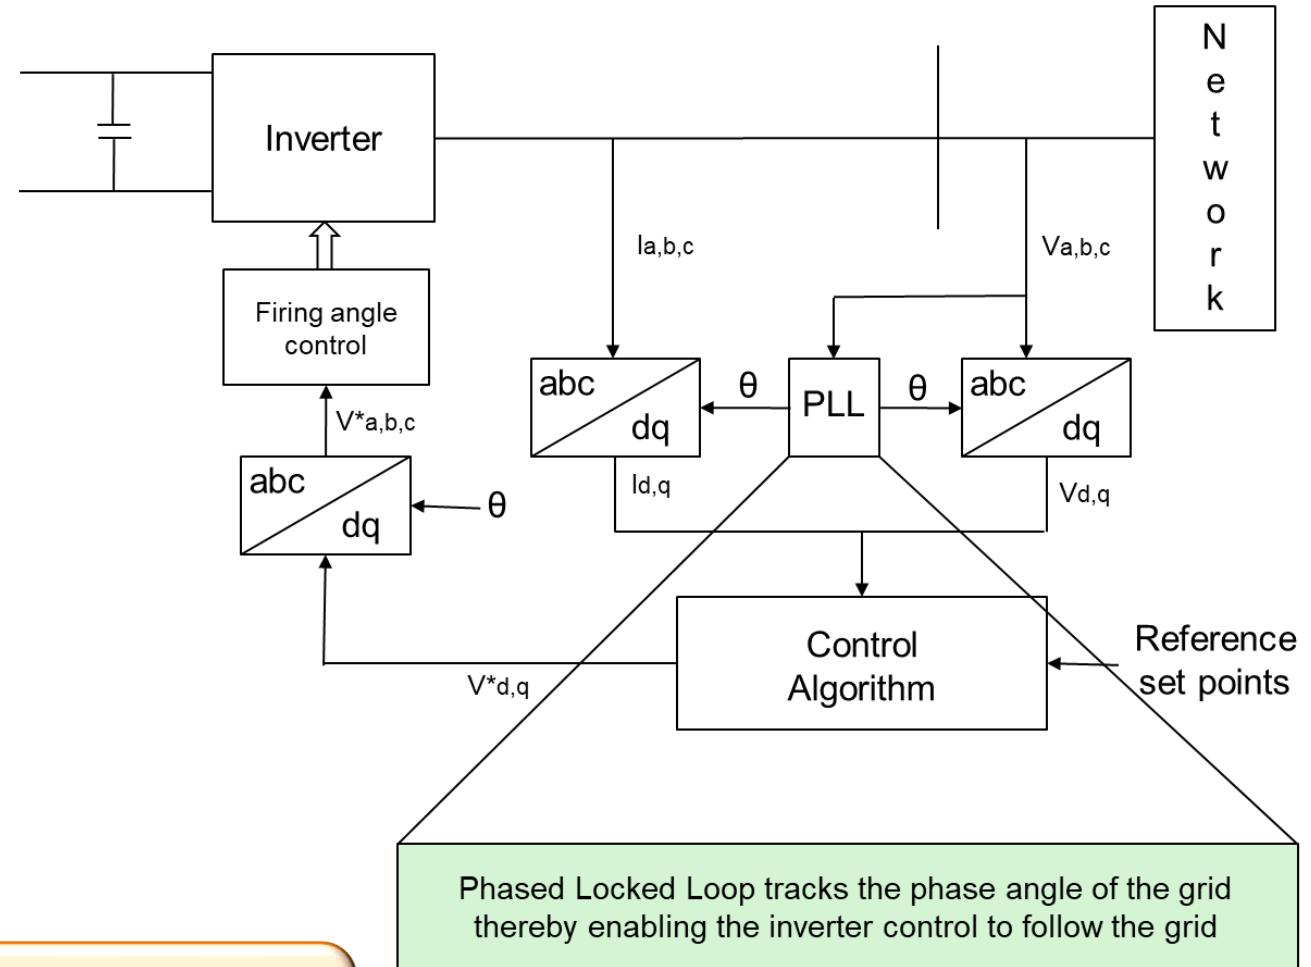 Inverter
N
e
t
w
o
r
k
Ia,b,c
Va,b,c
Firing angle
control
abc
dq
θ
PLL
θ
abc
dq
V*a,b,c
abc
dq
θ
Id,q
Vd,q
Control
Algorithm
Reference
set points
V*d,q
Phased Locked Loop tracks the phase angle of the grid
thereby enabling the inverter control to follow the grid